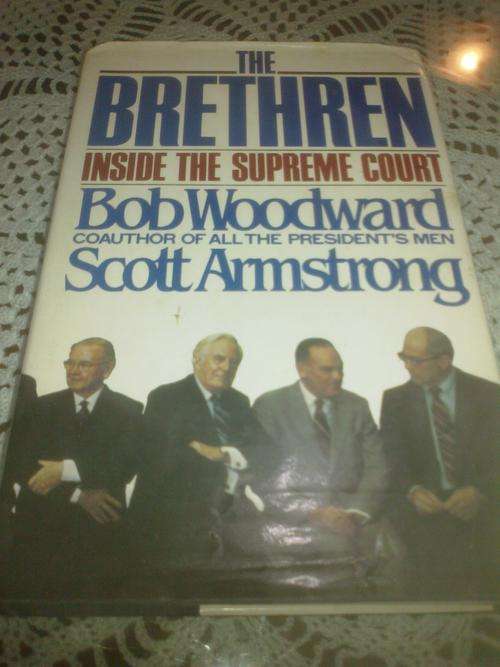 THE
BRETHREN
INSIDE THE SUPREME COURT
Bob Woodward
COAUTHOR OF ALL THE PRESIDENT'S MEN
Scott Armstrong